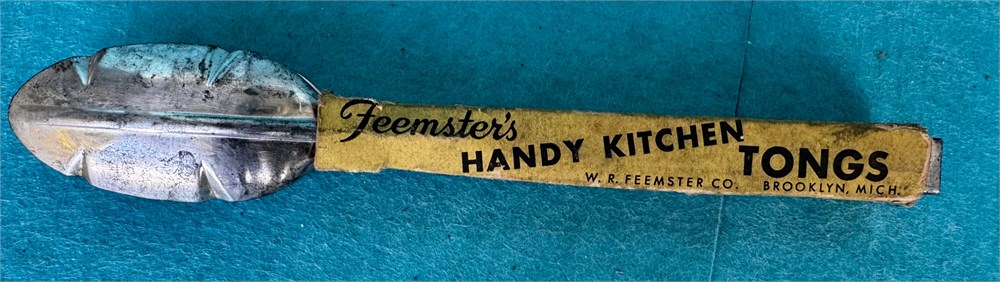 Feemster's
HANDY KITCHEN TONGS
W. R. FEEMSTER CO. BROOKLYN, MICH.